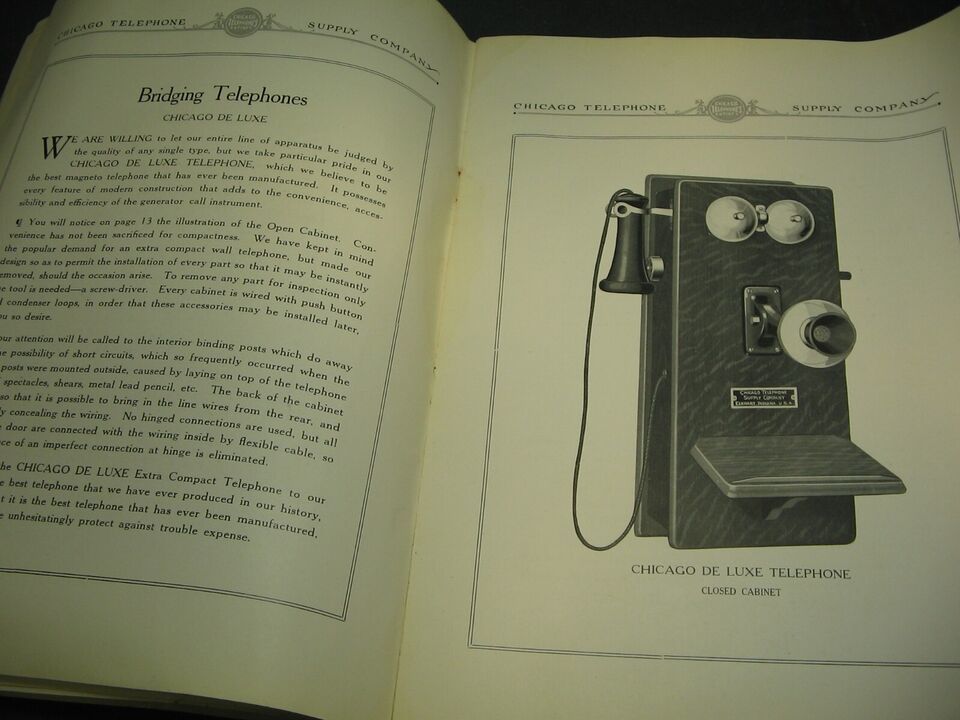 CHICAGO TELEPHONE SUPPLY COMPANY
CHICAGO
TELEPHONES
Bridging Telephones
CHICAGO DE LUXE
WE ARE WILLING to let our entire line of apparatus be judged by
the quality of any single type, but we take particular pride in our
CHICAGO DE LUXE TELEPHONE, which we believe to be
the best magneto telephone that has ever been manufactured. It possesses
every feature of modern construction that adds to the convenience, acces-
sibility and efficiency of the generator call instrument.
¶ You will notice on page 13 the illustration of the Open Cabinet. Con-
venience has not been sacrificed for compactness. We have kept in mind
the popular demand for an extra compact wall telephone, but made our
design so as to permit the installation of every part so that it may be instantly
emoved, should the occasion arise. To remove any part for inspection only
e tool is needed—a screw-driver. Every cabinet is wired with push button
d condenser loops, in order that these accessories may be installed later,
ou so desire.
our attention will be called to the interior binding posts which do away
e possibility of short circuits, which so frequently occurred when the
posts were mounted outside, caused by laying on top of the telephone
spectacles, shears, metal lead pencil, etc. The back of the cabinet
so that it is possible to bring in the line wires from the rear, and
y concealing the wiring. No hinged connections are used, but all
e door are connected with the wiring inside by flexible cable, so
ce of an imperfect connection at hinge is eliminated.
he CHICAGO DE LUXE Extra Compact Telephone to our
e best telephone that we have ever produced in our history,
t it is the best telephone that has ever been manufactured,
e unhesitatingly protect against trouble expense.
CHICAGO TELEPHONE SUPPLY COMPANY
CHICAGO
TELEPHONES
CHICAGO TELEPHONE
SUPPLY COMPANY
ELKHART, INDIANA, U.S.A.
CHICAGO DE LUXE TELEPHONE
CLOSED CABINET